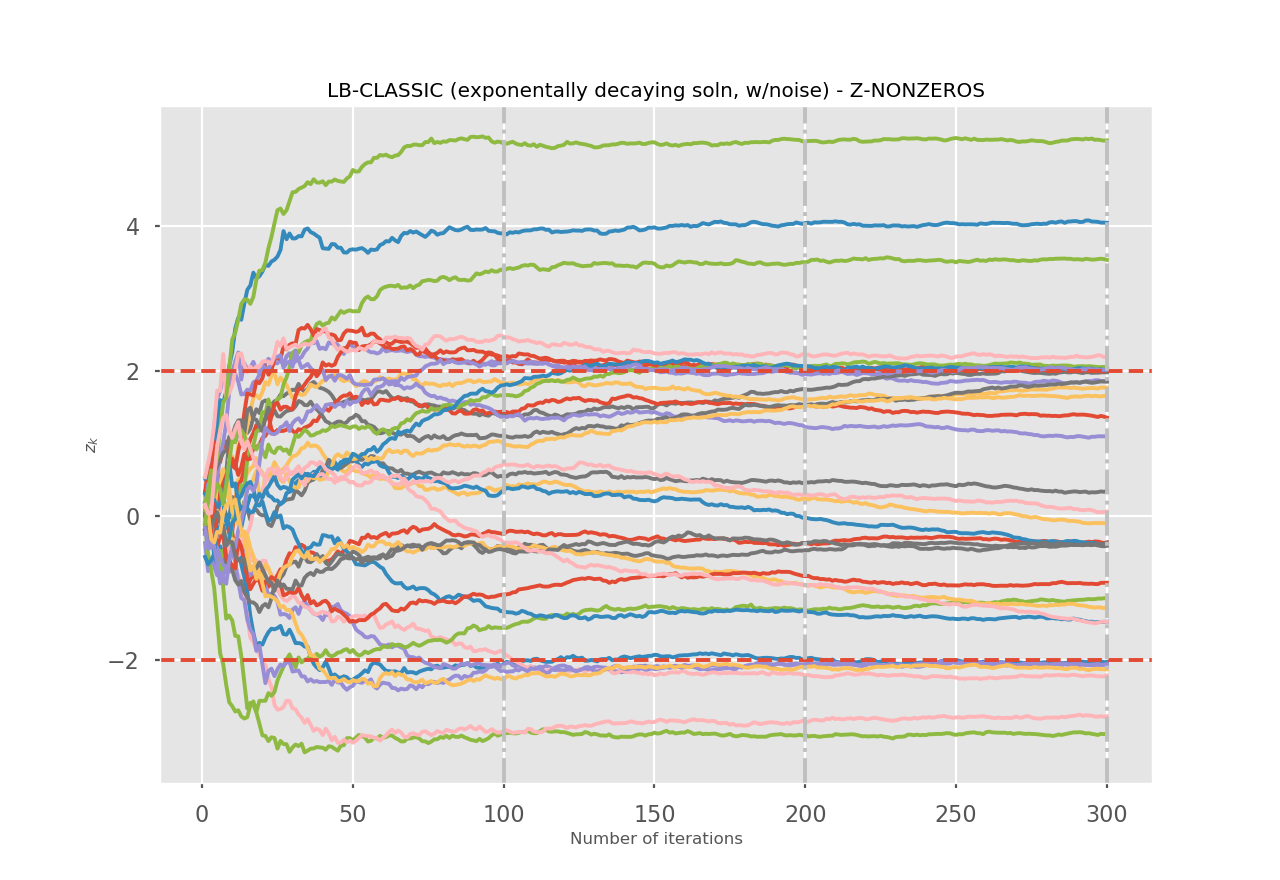 LB-CLASSIC (exponentially decaying soln, w/noise) - Z-NONZEROS
4
2
0
−2
z_k
0 50 100 150 200 250 300
Number of iterations